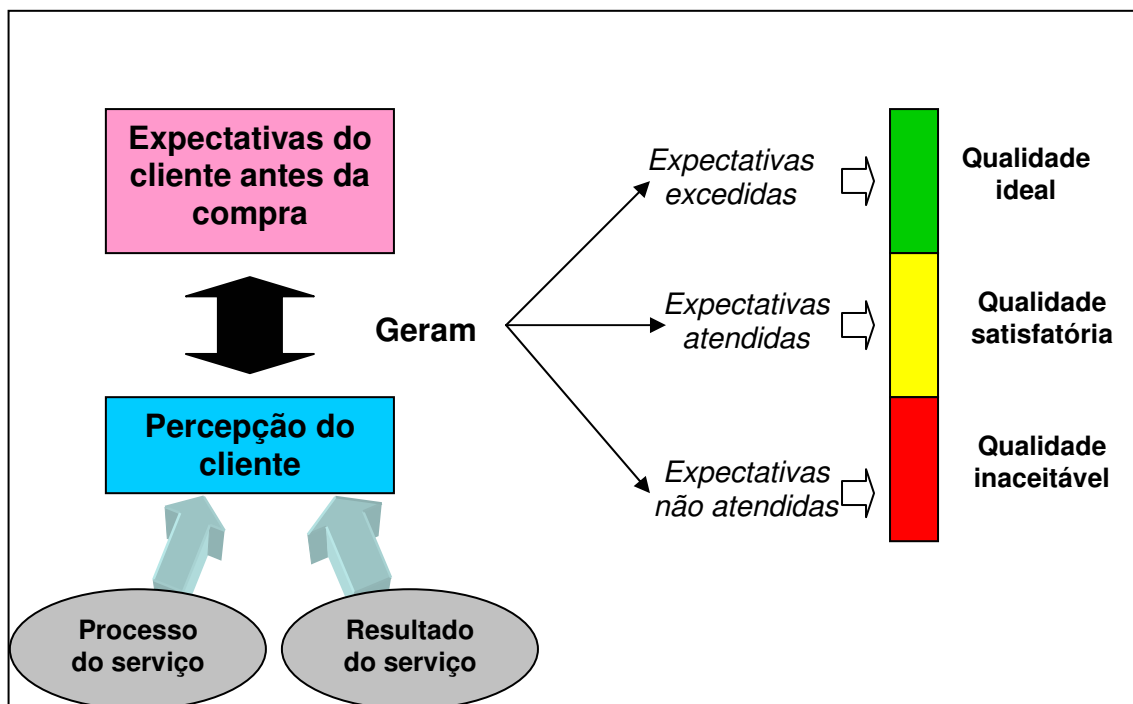 Expectativas do
cliente antes da
compra
Geram
Percepção do
cliente
Processo
do serviço
Resultado
do serviço
Expectativas
excedidas
Qualidade
ideal
Expectativas
atendidas
Qualidade
satisfatória
Expectativas
não atendidas
Qualidade
inaceitável